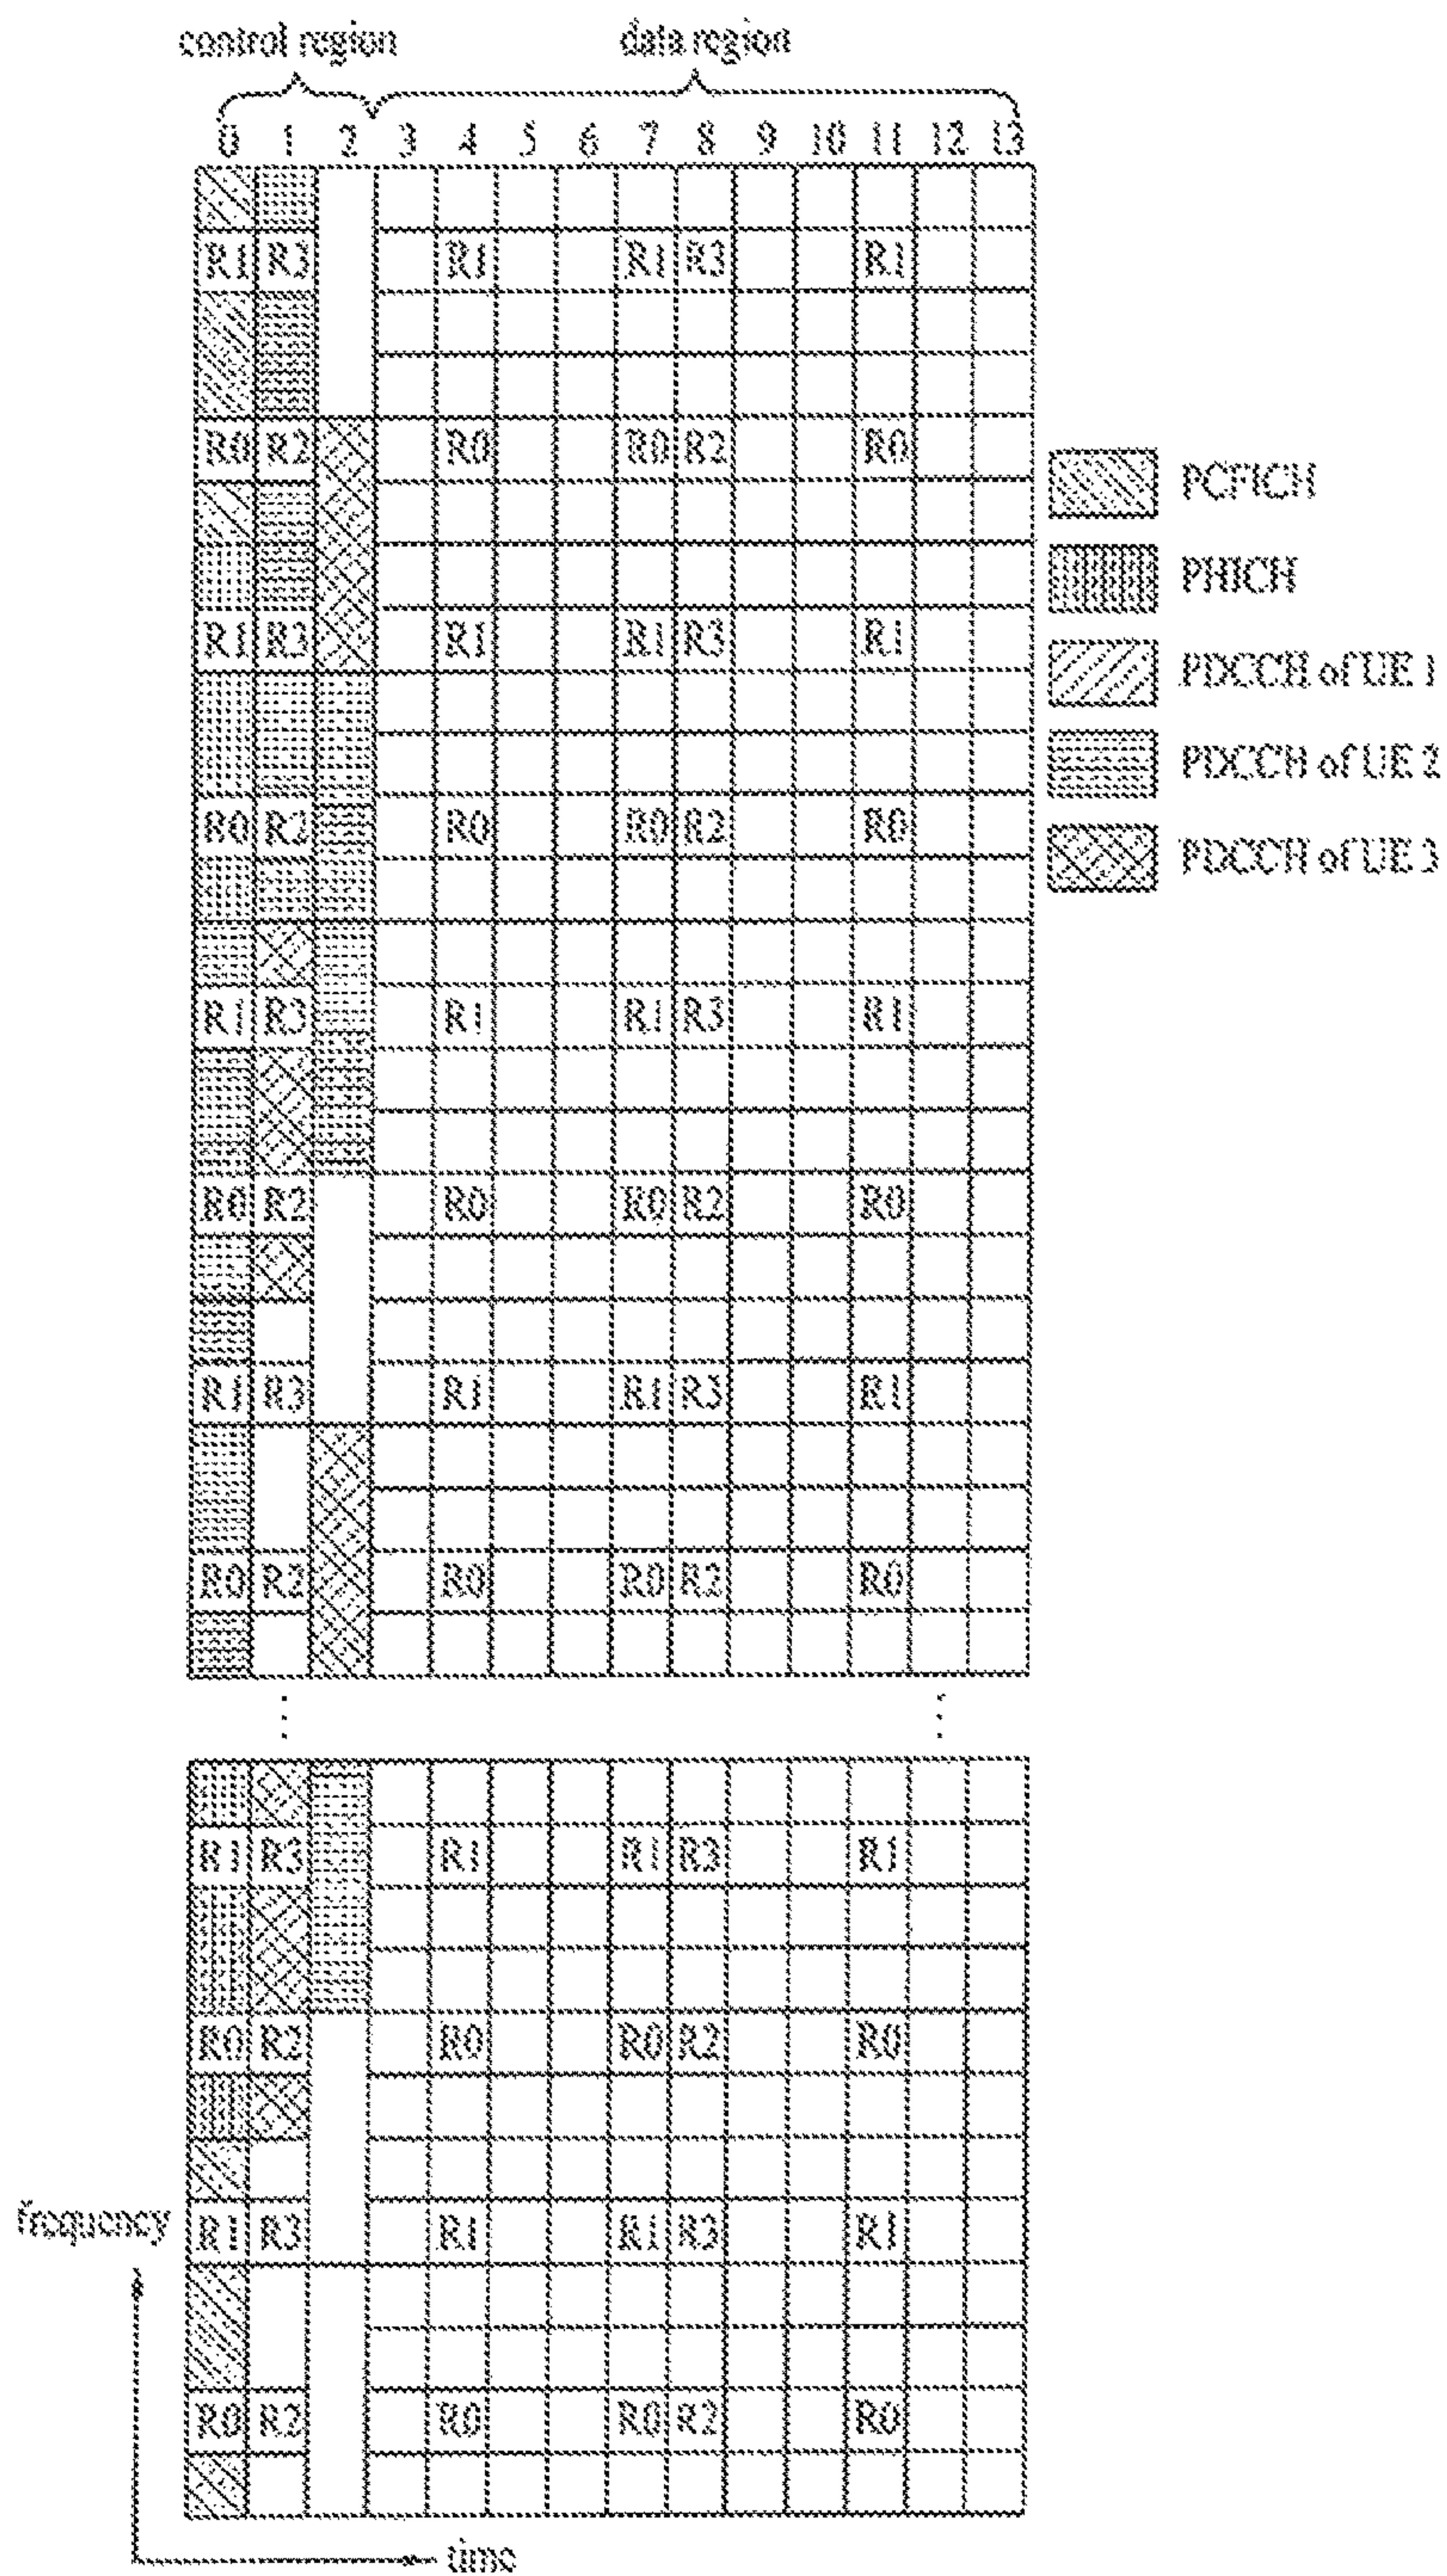 control region data region
0 1 2 3 4 5 6 7 8 9 10 11 12 13
R1 R3 R1 R1 R3 R1
R0 R2 R0 R0 R2 R0
PCFICH
PHICH
R1 R3 R1 R1 R3 R1
PDCCH of UE 1
PDCCH of UE 2
R0 R2 R0 R0 R2 R0
PDCCH of UE 3
R1 R3 R1 R1 R3 R1
R0 R2 R0 R0 R2 R0
R1 R3 R1 R1 R3 R1
R0 R2 R0 R0 R2 R0
R1 R3 R1 R1 R3 R1
R0 R2 R0 R0 R2 R0
frequency
R1 R3 R1 R1 R3 R1
R0 R2 R0 R0 R2 R0
time